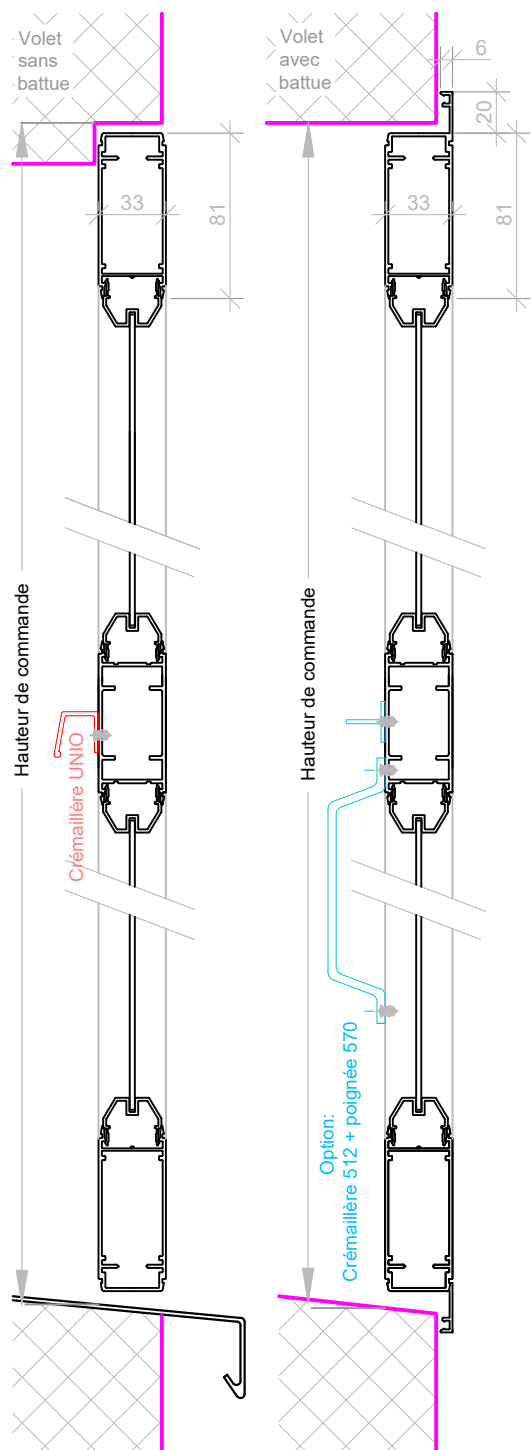 Volet
sans
battue
33
81
Hauteur de commande
Crémaillère UNIO
Volet
avec
battue
6
20
33
81
Hauteur de commande
Option:
Crémaillère 512 + poignée 570